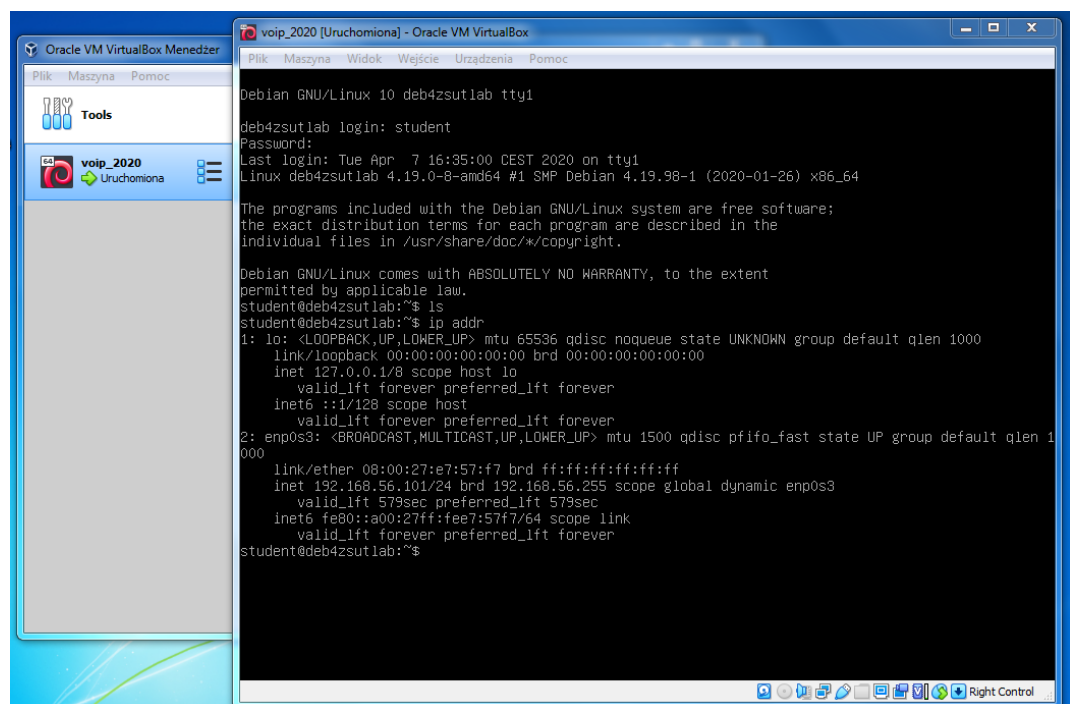 Oracle VM VirtualBox Menedżer
Plik Maszyna Pomoc
Tools
64
voip_2020
Uruchomiona
voip_2020 [Uruchomiona] - Oracle VM VirtualBox
Plik Maszyna Widok Wejście Urządzenia Pomoc
Debian GNU/Linux 10 deb4zsutlab tty1
deb4zsutlab login: student
Password:
Last login: Tue Apr  7 16:35:00 CEST 2020 on tty1
Linux deb4zsutlab 4.19.0-8-amd64 #1 SMP Debian 4.19.98-1 (2020-01-26) x86_64
The programs included with the Debian GNU/Linux system are free software;
the exact distribution terms for each program are described in the
individual files in /usr/share/doc/*/copyright.
Debian GNU/Linux comes with ABSOLUTELY NO WARRANTY, to the extent
permitted by applicable law.
student@deb4zsutlab:~$ ls
student@deb4zsutlab:~$ ip addr
1: lo: <LOOPBACK,UP,LOWER_UP> mtu 65536 qdisc noqueue state UNKNOWN group default qlen 1000
    link/loopback 00:00:00:00:00:00 brd 00:00:00:00:00:00
    inet 127.0.0.1/8 scope host lo
       valid_lft forever preferred_lft forever
    inet6 ::1/128 scope host
       valid_lft forever preferred_lft forever
2: enp0s3: <BROADCAST,MULTICAST,UP,LOWER_UP> mtu 1500 qdisc pfifo_fast state UP group default qlen 1
000
    link/ether 08:00:27:e7:57:f7 brd ff:ff:ff:ff:ff:ff
    inet 192.168.56.101/24 brd 192.168.56.255 scope global dynamic enp0s3
       valid_lft 579sec preferred_lft 579sec
    inet6 fe80::a00:27ff:fee7:57f7/64 scope link
       valid_lft forever preferred_lft forever
student@deb4zsutlab:~$
Right Control